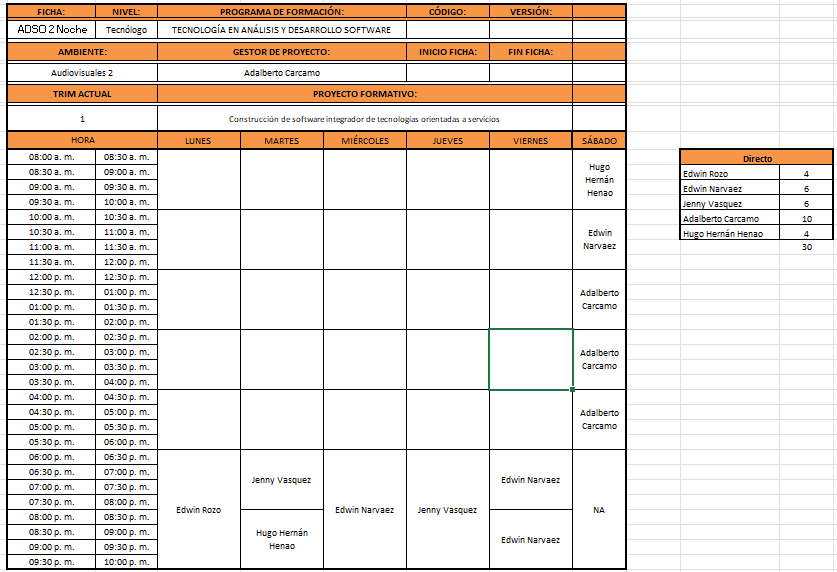 FICHA: NIVEL: PROGRAMA DE FORMACIÓN: CÓDIGO: VERSIÓN:
ADSO 2 Noche Tecnólogo TECNOLOGÍA EN ANÁLISIS Y DESARROLLO SOFTWARE
AMBIENTE: GESTOR DE PROYECTO: INICIO FICHA: FIN FICHA:
Audiovisuales 2 Adalberto Carcamo
TRIM ACTUAL PROYECTO FORMATIVO:
1 Construcción de software integrador de tecnologías orientadas a servicios
HORA LUNES MARTES MIÉRCOLES JUEVES VIERNES SÁBADO
08:00 a. m. 08:30 a. m.
08:30 a. m. 09:00 a. m.
09:00 a. m. 09:30 a. m.
09:30 a. m. 10:00 a. m.
Hugo
Hernán
Henao
10:00 a. m. 10:30 a. m.
10:30 a. m. 11:00 a. m.
11:00 a. m. 11:30 a. m.
11:30 a. m. 12:00 p. m.
Edwin
Narvaez
12:00 p. m. 12:30 p. m.
12:30 p. m. 01:00 p. m.
01:00 p. m. 01:30 p. m.
01:30 p. m. 02:00 p. m.
Adalberto
Carcamo
02:00 p. m. 02:30 p. m.
02:30 p. m. 03:00 p. m.
03:00 p. m. 03:30 p. m.
03:30 p. m. 04:00 p. m.
Adalberto
Carcamo
04:00 p. m. 04:30 p. m.
04:30 p. m. 05:00 p. m.
05:00 p. m. 05:30 p. m.
05:30 p. m. 06:00 p. m.
Adalberto
Carcamo
06:00 p. m. 06:30 p. m.
06:30 p. m. 07:00 p. m.
07:00 p. m. 07:30 p. m.
07:30 p. m. 08:00 p. m.
08:00 p. m. 08:30 p. m.
08:30 p. m. 09:00 p. m.
09:00 p. m. 09:30 p. m.
09:30 p. m. 10:00 p. m.
Edwin Rozo
Jenny Vasquez
Hugo Hernán
Henao
Edwin Narvaez
Jenny Vasquez
Edwin Narvaez
Edwin Narvaez
NA
Directo
Edwin Rozo 4
Edwin Narvaez 6
Jenny Vasquez 6
Adalberto Carcamo 10
Hugo Hernán Henao 4
30